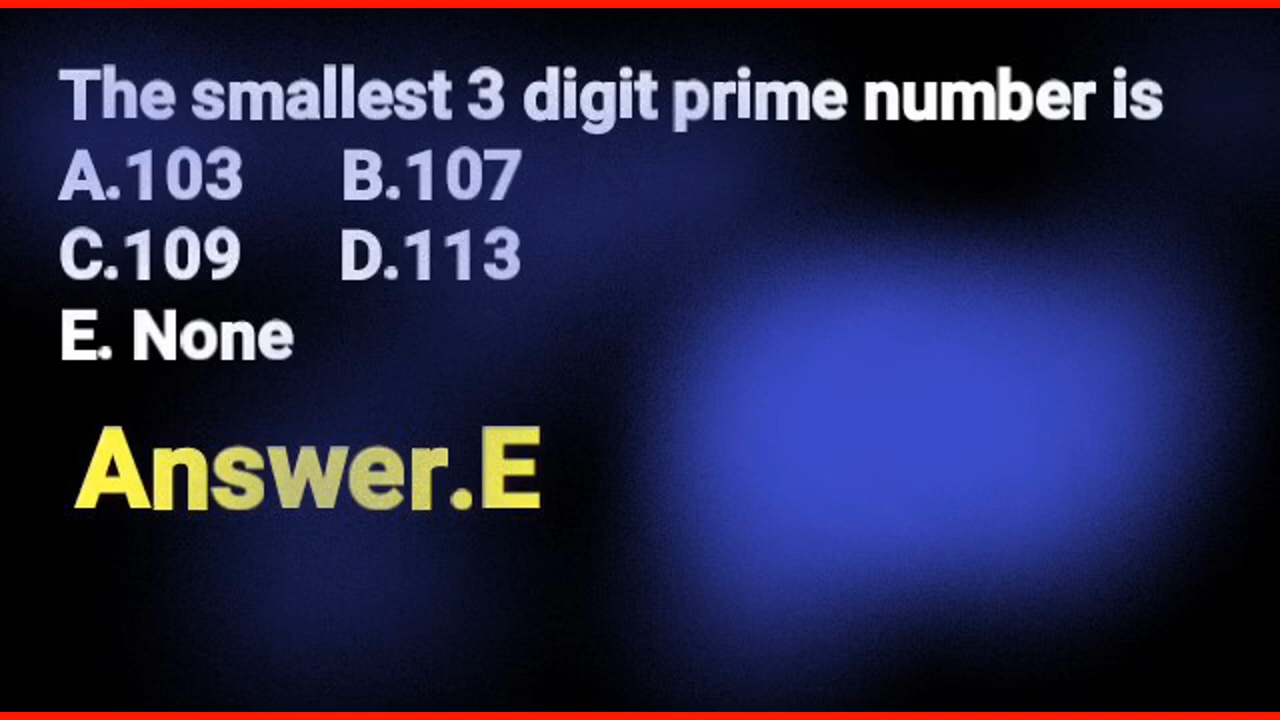 The smallest 3 digit prime number is
A.103 B.107
C.109 D.113
E. None
Answer.E